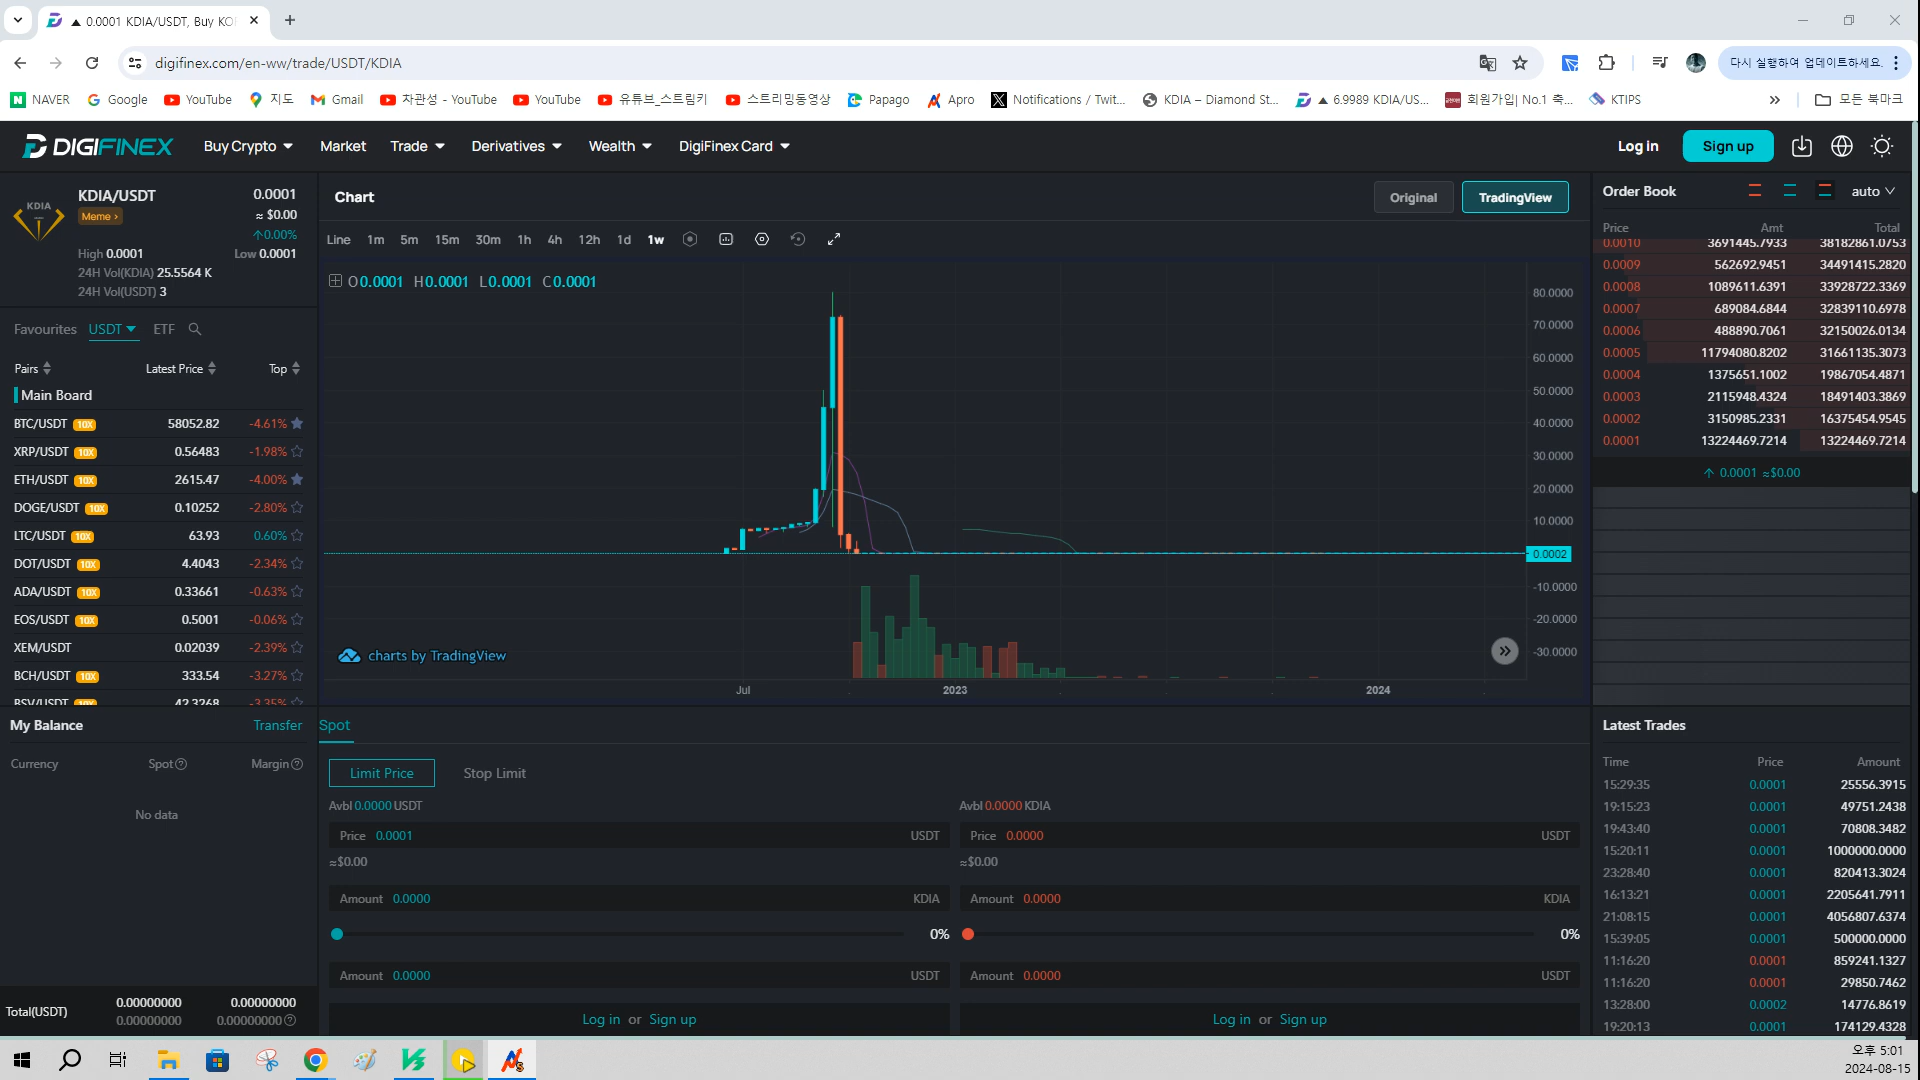 ▲ 0.0001 KDIA/USDT, Buy KD
digifinex.com/en-ww/trade/USDT/KDIA
다시 실행하여 업데이트하세요.
NAVER Google YouTube 지도 Gmail 차관성 - YouTube YouTube 유튜브_스트림키 스트리밍동영상 Papago Apro Notifications / Twit... KDIA – Diamond St... ▲ 6.9989 KDIA/US... 회원가입| No.1 축... KTIPS » 모든 북마크
DIGIFINEX Buy Crypto Market Trade Derivatives Wealth DigiFinex Card Log in Sign up
KDIA
KDIA/USDT 0.0001
Meme › ≈ $0.00
↑0.00%
High 0.0001 Low 0.0001
24H Vol(KDIA) 25.5564 K
24H Vol(USDT) 3
Favourites USDT ETF
Pairs Latest Price Top
Main Board
BTC/USDT 10X 58052.82 -4.61%
XRP/USDT 10X 0.56483 -1.98%
ETH/USDT 10X 2615.47 -4.00%
DOGE/USDT 10X 0.10252 -2.80%
LTC/USDT 10X 63.93 0.60%
DOT/USDT 10X 4.4043 -2.34%
ADA/USDT 10X 0.33661 -0.63%
EOS/USDT 10X 0.5001 -0.06%
XEM/USDT 0.02039 -2.39%
BCH/USDT 10X 333.54 -3.27%
BSV/USDT 10X 42.3268 -3.35%
My Balance Transfer
Currency Spot Margin
No data
Total(USDT) 0.00000000 0.00000000
0.00000000 0.00000000
Chart Original TradingView
Line 1m 5m 15m 30m 1h 4h 12h 1d 1w
O0.0001 H0.0001 L0.0001 C0.0001
80.0000
70.0000
60.0000
50.0000
40.0000
30.0000
20.0000
10.0000
0.0002
-10.0000
-20.0000
-30.0000
charts by TradingView
Jul 2023 2024
Spot
Limit Price Stop Limit
Avbl 0.0000 USDT
Price 0.0001 USDT
≈$0.00
Amount 0.0000 KDIA
0%
Amount 0.0000 USDT
Log in or Sign up
Avbl 0.0000 KDIA
Price 0.0000 USDT
≈$0.00
Amount 0.0000 KDIA
0%
Amount 0.0000 USDT
Log in or Sign up
Order Book auto
Price Amt Total
0.0010 3691445.7933 38182861.0753
0.0009 562692.9451 34491415.2820
0.0008 1089611.6391 33928722.3369
0.0007 689084.6844 32839110.6978
0.0006 488890.7061 32150026.0134
0.0005 11794080.8202 31661135.3073
0.0004 1375651.1002 19867054.4871
0.0003 2115948.4324 18491403.3869
0.0002 3150985.2331 16375454.9545
0.0001 13224469.7214 13224469.7214
↑ 0.0001 ≈$0.00
Latest Trades
Time Price Amount
15:29:35 0.0001 25556.3915
19:15:23 0.0001 49751.2438
19:43:40 0.0001 70808.3482
15:20:11 0.0001 1000000.0000
23:28:40 0.0001 820413.3024
16:13:21 0.0001 2205641.7911
21:08:15 0.0001 4056807.6374
15:39:05 0.0001 500000.0000
11:16:20 0.0001 859241.1327
11:16:20 0.0001 29850.7462
13:28:00 0.0002 14776.8619
19:20:13 0.0001 174129.4328
오후 5:01
2024-08-15